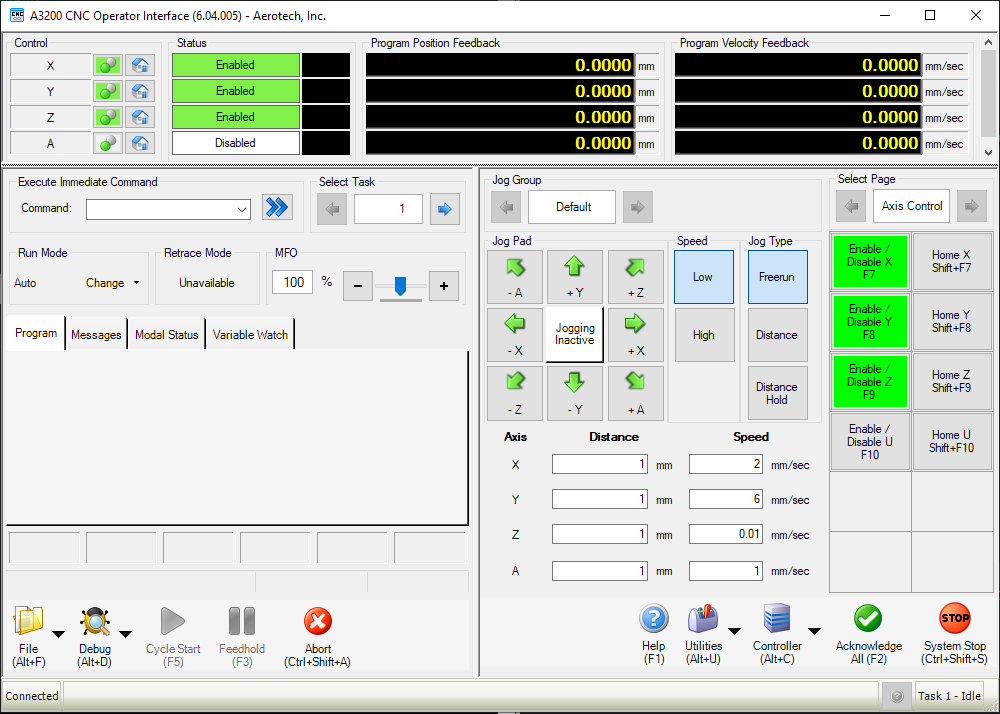 A3200 CNC Operator Interface (6.04.005) - Aerotech, Inc.
Control
Status
Program Position Feedback
Program Velocity Feedback
X
Enabled
0.0000 mm
0.0000 mm/sec
Y
Enabled
0.0000 mm
0.0000 mm/sec
Z
Enabled
0.0000 mm
0.0000 mm/sec
A
Disabled
0.0000 mm
0.0000 mm/sec
Execute Immediate Command
Command:
Select Task
1
Run Mode
Auto
Change
Retrace Mode
Unavailable
MFO
100 %
-
+
Program
Messages
Modal Status
Variable Watch
Jog Group
Default
Jog Pad
- A
+ Y
+ Z
- X
Jogging
Inactive
+ X
- Z
- Y
+ A
Speed
Low
High
Jog Type
Freerun
Distance
Distance
Hold
Axis Distance Speed
X 1 mm 2 mm/sec
Y 1 mm 6 mm/sec
Z 1 mm 0.01 mm/sec
A 1 mm 1 mm/sec
Select Page
Axis Control
Enable /
Disable X
F7
Home X
Shift+F7
Enable /
Disable Y
F8
Home Y
Shift+F8
Enable /
Disable Z
F9
Home Z
Shift+F9
Enable /
Disable U
F10
Home U
Shift+F10
File
(Alt+F)
Debug
(Alt+D)
Cycle Start
(F5)
Feedhold
(F3)
Abort
(Ctrl+Shift+A)
Help
(F1)
Utilities
(Alt+U)
Controller
(Alt+C)
Acknowledge
All (F2)
STOP
System Stop
(Ctrl+Shift+S)
Connected
Task 1 - Idle